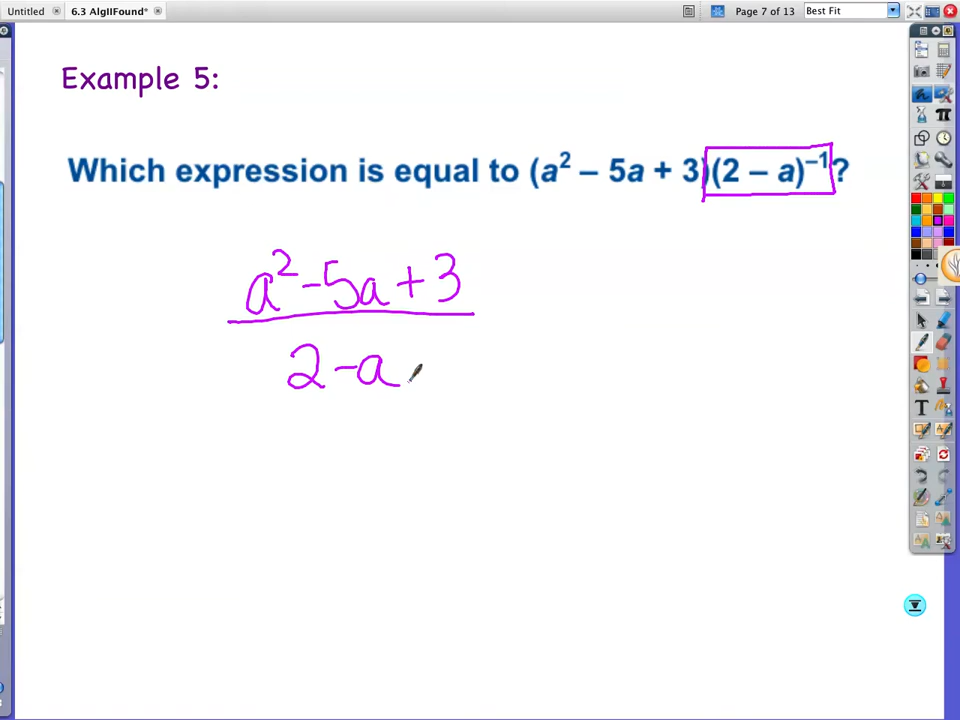 Untitled
6.3 AlgIIFound*
Page 7 of 13
Best Fit
Example 5:
Which expression is equal to (a² – 5a + 3)(2 – a)⁻¹?
a² -5a + 3
2 -a
T